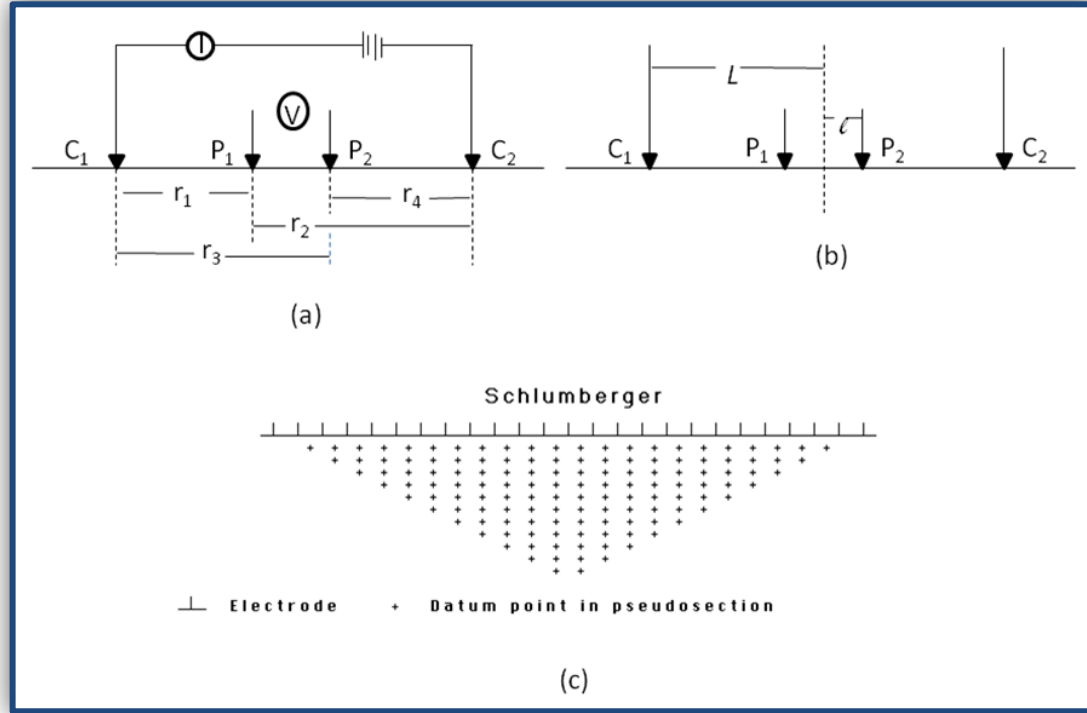 I
V
C1 P1 P2 C2
r1 r4
r2
r3
(a)
L
ℓ
C1 P1 P2 C2
(b)
Schlumberger
Electrode + Datum point in pseudosection
(c)